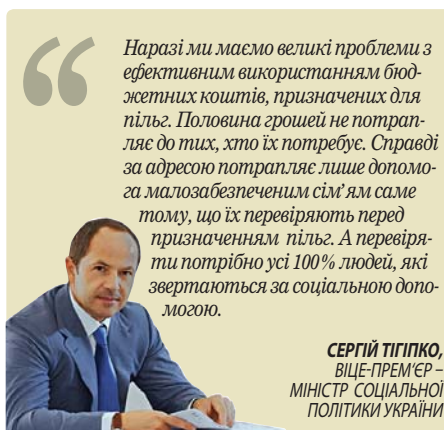 “
Наразі ми маємо великі проблеми з
ефективним використанням бюд-
жетних коштів, призначених для
пільг. Половина грошей не потрап-
ляє до тих, хто їх потребує. Справді
за адресою потрапляє лише допомо-
га малозабезпеченим сім’ям саме
тому, що їх перевіряють перед
призначенням пільг. А перевіря-
ти потрібно усі 100% людей, які
звертаються за соціальною допо-
могою.
СЕРГІЙ ТІГІПКО,
ВІЦЕ-ПРЕМ’ЄР –
МІНІСТР СОЦІАЛЬНОЇ
ПОЛІТИКИ УКРАЇНИ